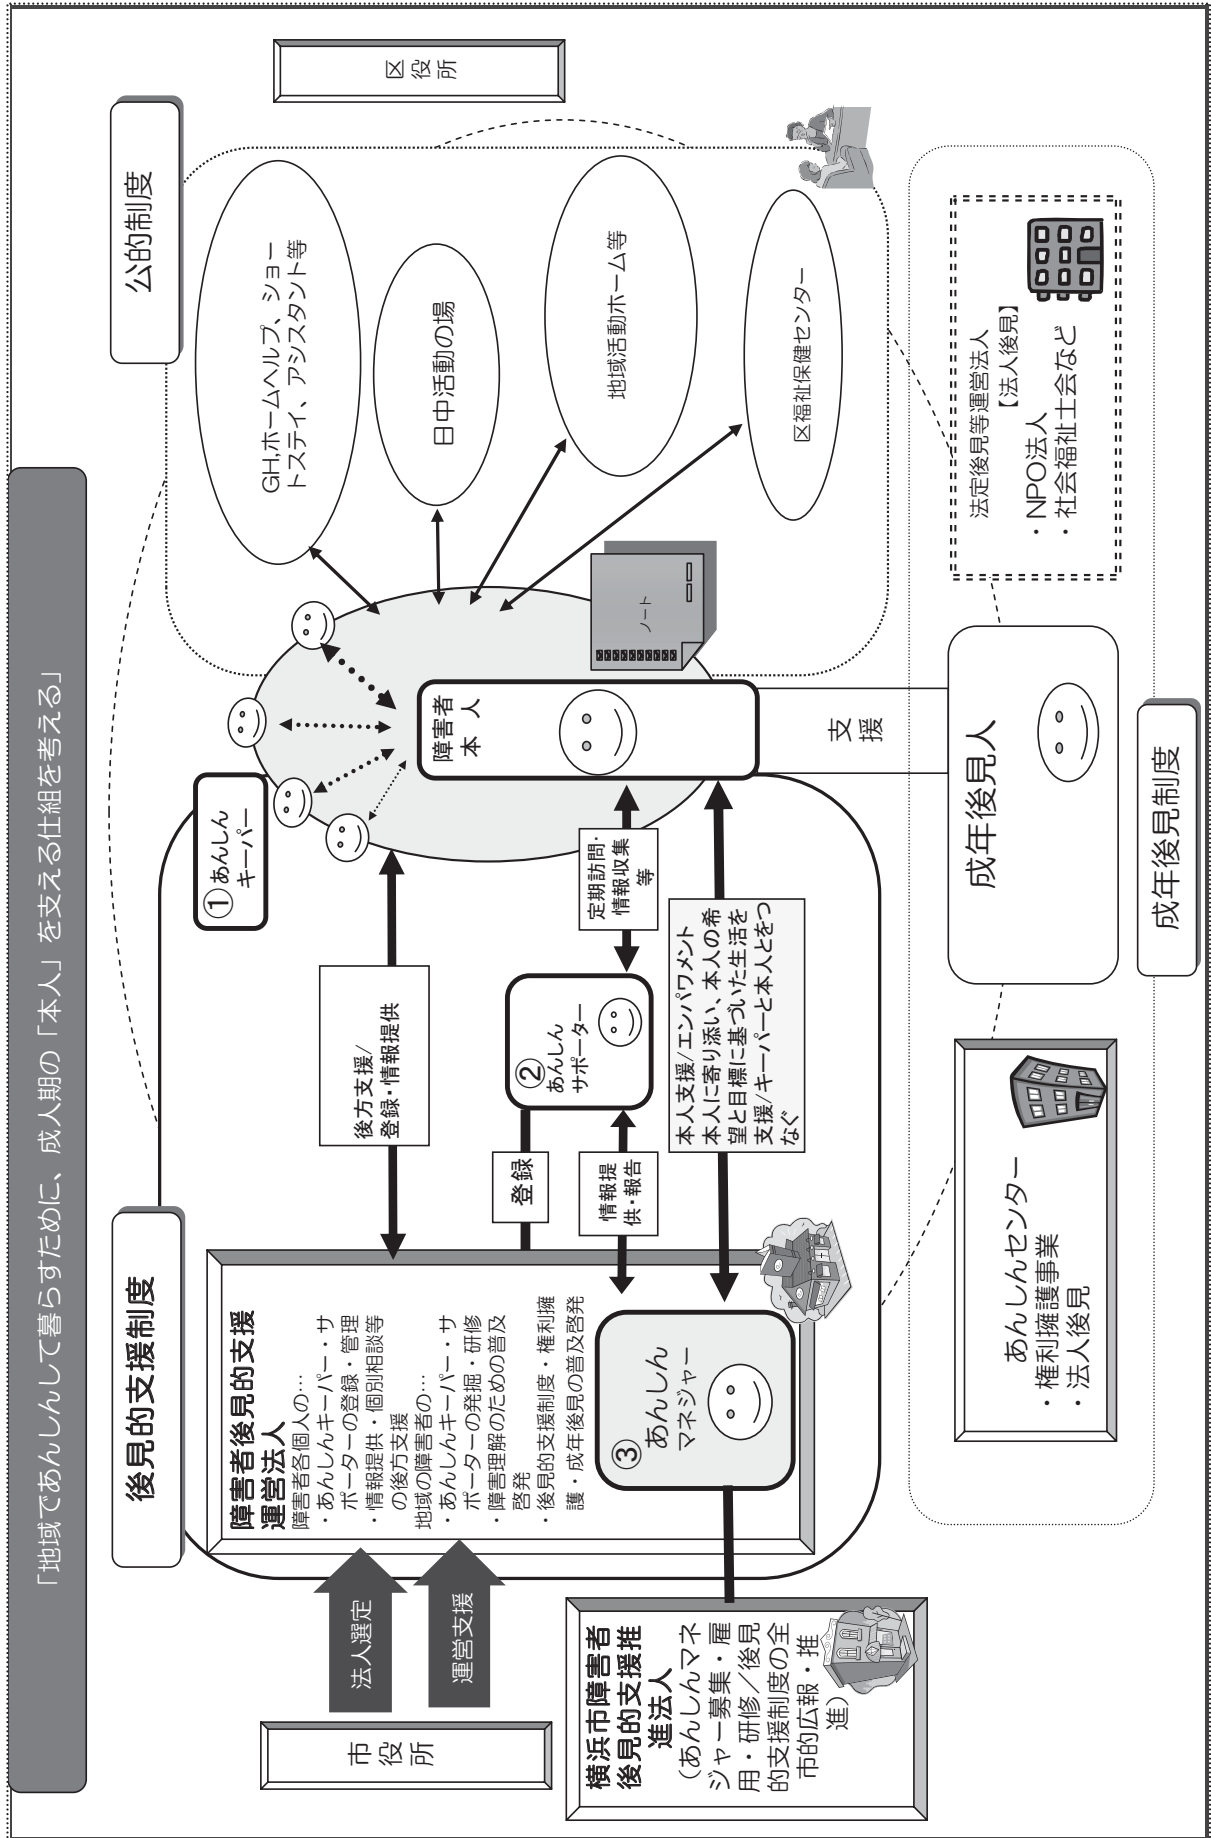 「地域であんしんして暮らすために、成人期の「本人」を支える仕組を考える」
後見的支援制度
公的制度
市
役
所
法人選定
運営支援
障害者後見的支援
運営法人
障害者各個人の…
・あんしんキーパー・サ
ポーターの登録・管理
・情報提供・個別相談等
の後方支援
地域の障害者の…
・あんしんキーパー・サ
ポーターの発掘・研修
・障害理解のための普及
啓発
・後見的支援制度・権利擁
護・成年後見の普及啓発
③
あんしん
マネジャー
横浜市障害者
後見的支援推
進法人
(あんしんマネ
ジャー募集・雇
用・研修／後見
的支援制度の全
市的広報・推
進)
後方支援/
登録・情報提供
登録
情報提
供・報告
②
あんしん
サポーター
定期訪問・
情報収集
等
本人支援/エンパワメント
本人に寄り添い、本人の希
望と目標に基づいた生活を
支援/キーパーと本人とをつ
なぐ
①あんしん
キーパー
障害者
本 人
ノート
支
援
GH,ホームヘルプ、ショー
トステイ、アシスタント等
日中活動の場
地域活動ホーム等
区福祉保健センター
区
役
所
あんしんセンター
・権利擁護事業
・法人後見
成年後見人
法定後見等運営法人
【法人後見】
・NPO法人
・社会福祉士会など
成年後見制度